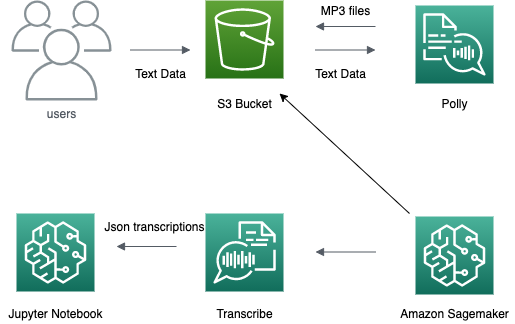 MP3 files
Text Data
Text Data
users
S3 Bucket
Polly
Json transcriptions
Jupyter Notebook
Transcribe
Amazon Sagemaker